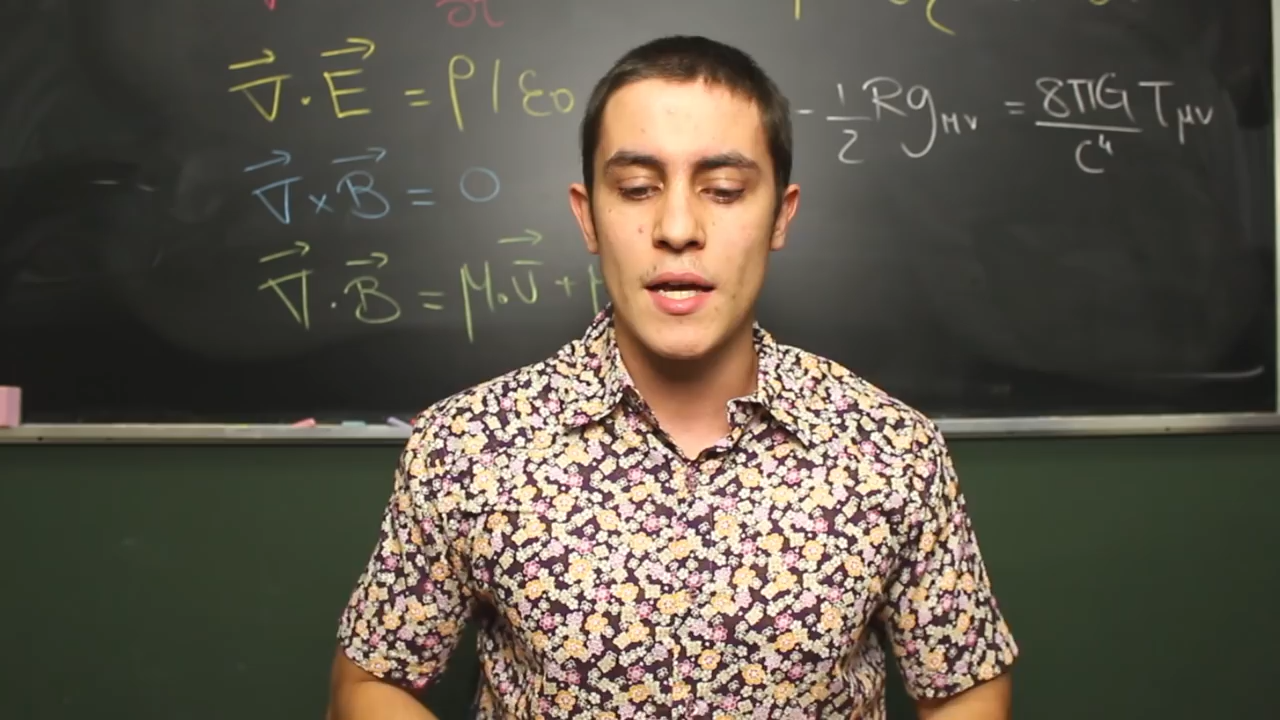 ∇⃗ · E⃗ = ρ/ε₀
- ½ R g_μν = 8πG/c⁴ T_μν
∇⃗ × B⃗ = 0
∇⃗ · B⃗ = μ₀ J⃗ + μ